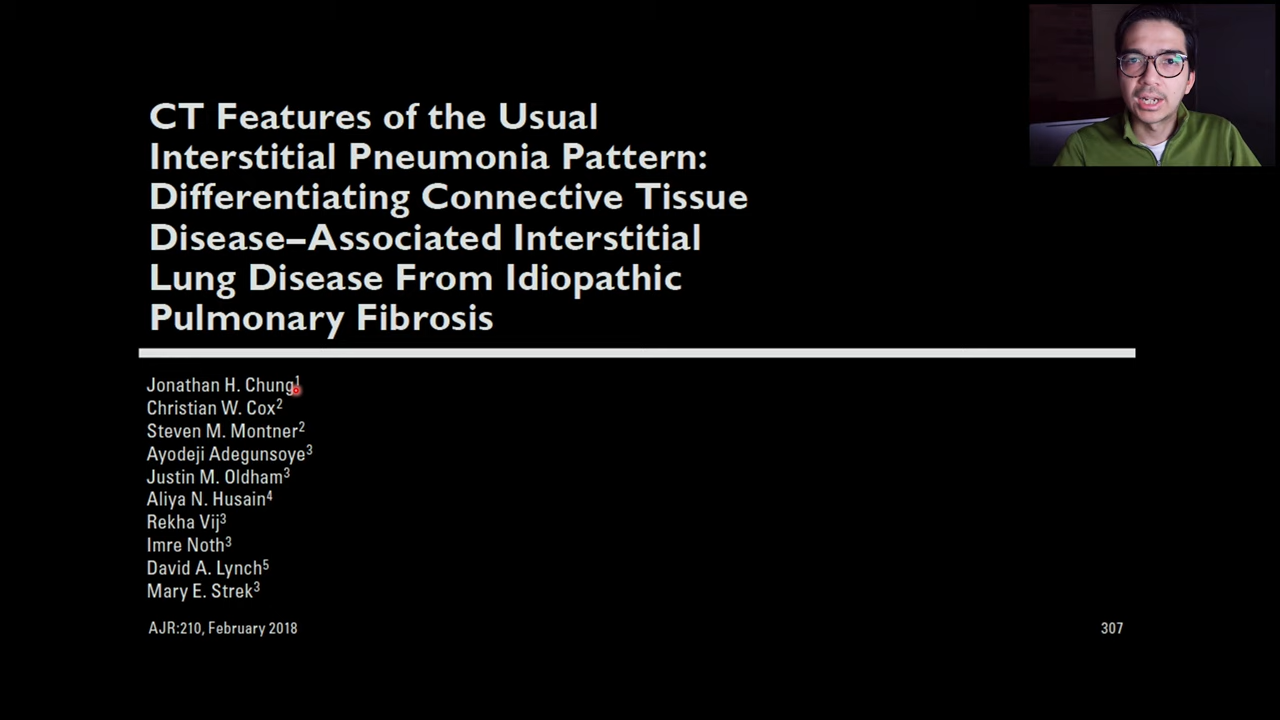 CT Features of the Usual
Interstitial Pneumonia Pattern:
Differentiating Connective Tissue
Disease–Associated Interstitial
Lung Disease From Idiopathic
Pulmonary Fibrosis
Jonathan H. Chung1
Christian W. Cox2
Steven M. Montner2
Ayodeji Adegunsoye3
Justin M. Oldham3
Aliya N. Husain4
Rekha Vij3
Imre Noth3
David A. Lynch5
Mary E. Strek3
AJR:210, February 2018
307